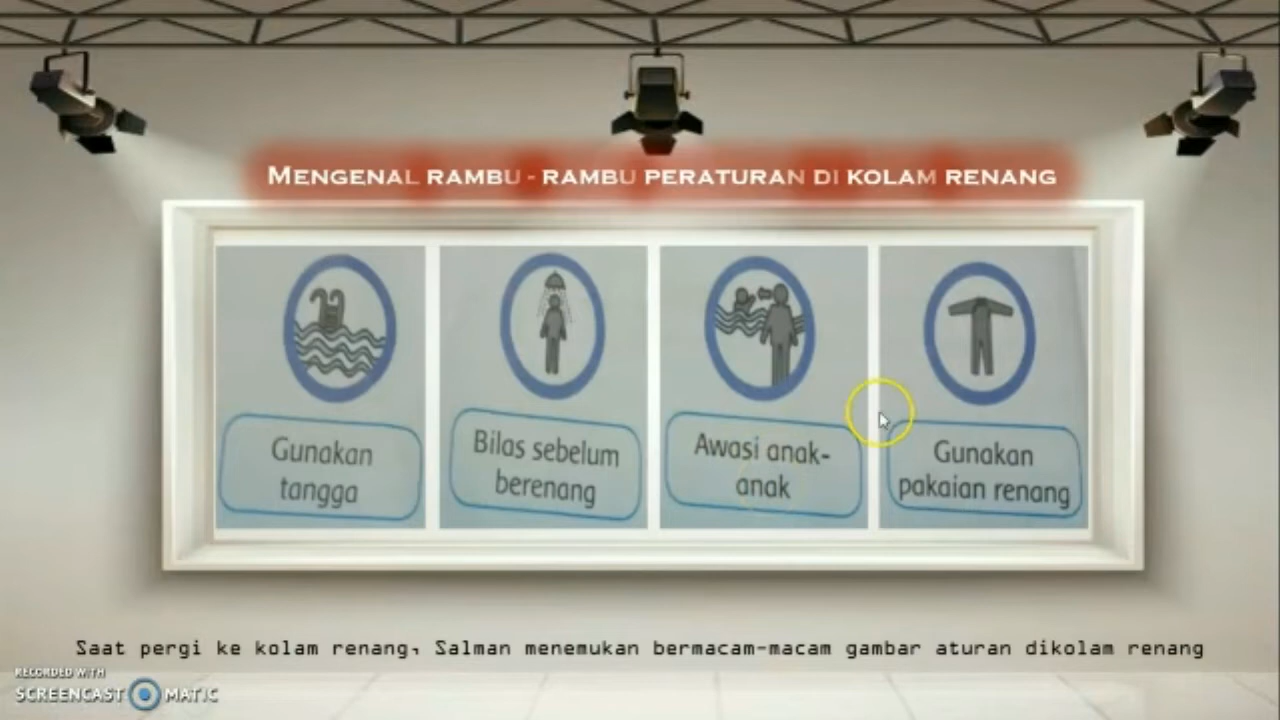 MENGENAL RAMBU - RAMBU PERATURAN DI KOLAM RENANG
Gunakan
tangga
Bilas sebelum
berenang
Awasi anak-
anak
Gunakan
pakaian renang
Saat pergi ke kolam renang, Salman menemukan bermacam-macam gambar aturan dikolam renang
RECORDED WITH
SCREENCAST MATIC